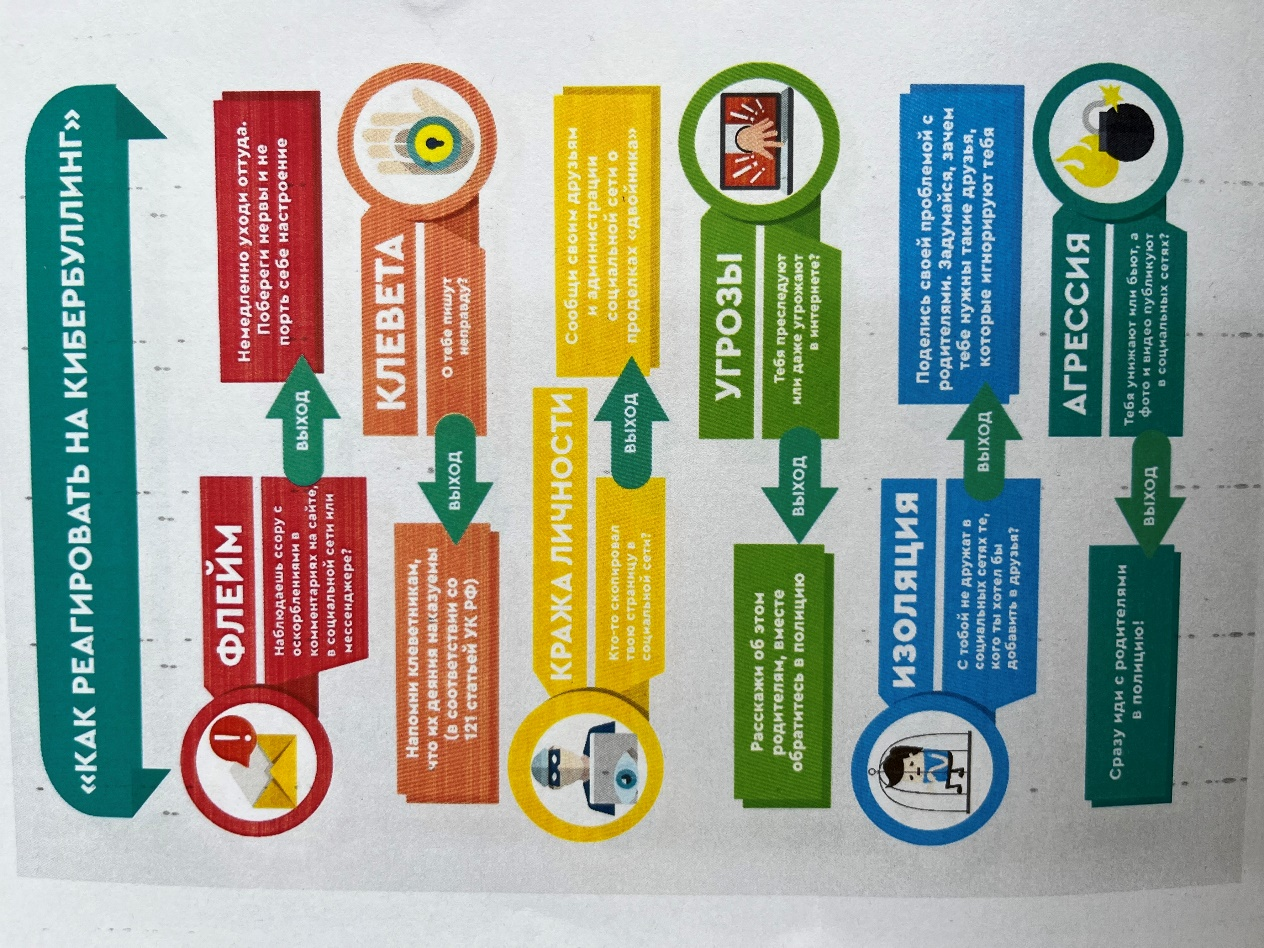 «КАК РЕАГИРОВАТЬ НА КИБЕРБУЛЛИНГ»
ФЛЕЙМ
Наблюдаешь ссору с
оскорблениями в
комментариях на сайте,
в социальной сети или
мессенджере?
ВЫХОД
Немедленно уходи оттуда.
Побереги нервы и не
порть себе настроение
КЛЕВЕТА
О тебе пишут
неправду?
ВЫХОД
Напомни клеветникам,
что их деяния наказуемы
(в соответствии со
121 статьей УК РФ)
КРАЖА ЛИЧНОСТИ
Кто-то скопировал
твою страницу в
социальной сети?
ВЫХОД
Сообщи своим друзьям
и администрации
социальной сети о
проделках «двойника»
УГРОЗЫ
Тебя преследуют
или даже угрожают
в интернете?
ВЫХОД
Расскажи об этом
родителям, вместе
обратитесь в полицию
ИЗОЛЯЦИЯ
С тобой не дружат в
социальных сетях те,
кого ты хотел бы
добавить в друзья?
ВЫХОД
Поделись своей проблемой с
родителями. Задумайся, зачем
тебе нужны такие друзья,
которые игнорируют тебя
АГРЕССИЯ
Тебя унижают или бьют, а
фото и видео публикуют
в социальных сетях?
ВЫХОД
Сразу иди с родителями
в полицию!